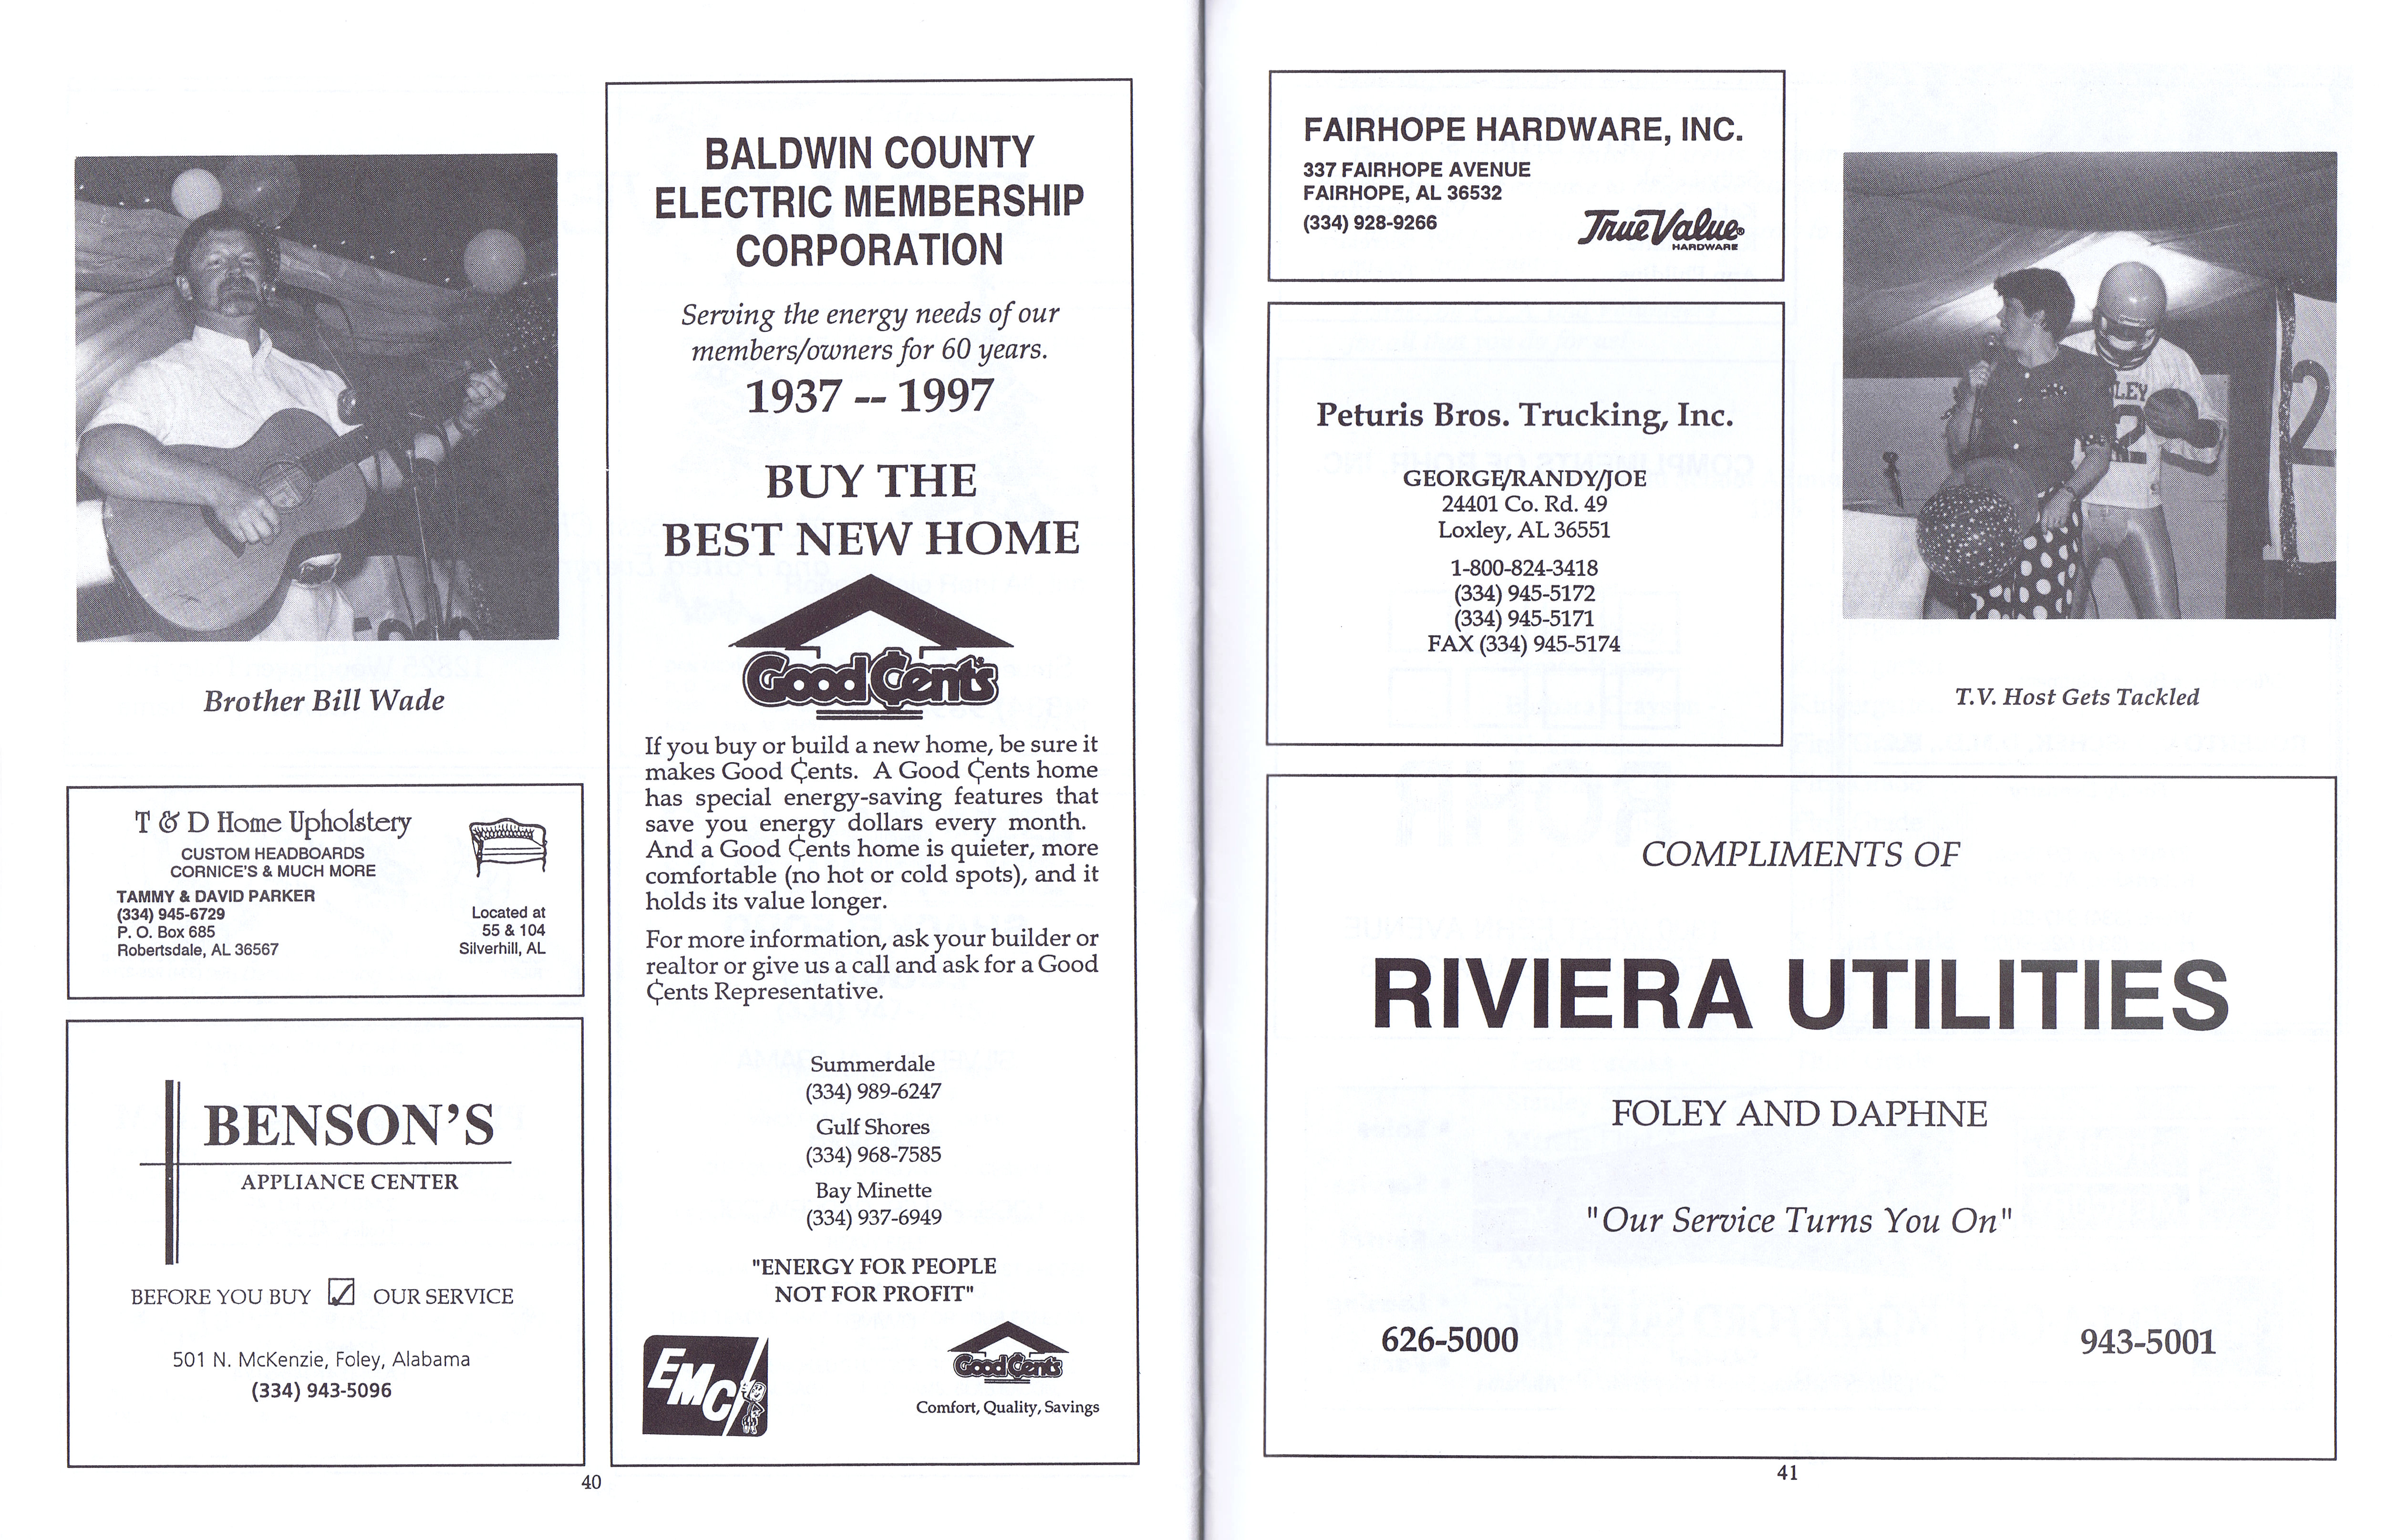 Brother Bill Wade
T & D Home Upholstery
CUSTOM HEADBOARDS
CORNICE'S & MUCH MORE
TAMMY & DAVID PARKER
(334) 945-6729
P. O. Box 685
Robertsdale, AL 36567
Located at
55 & 104
Silverhill, AL
BENSON'S
APPLIANCE CENTER
BEFORE YOU BUY OUR SERVICE
501 N. McKenzie, Foley, Alabama
(334) 943-5096
BALDWIN COUNTY
ELECTRIC MEMBERSHIP
CORPORATION
Serving the energy needs of our
members/owners for 60 years.
1937 -- 1997
BUY THE
BEST NEW HOME
Good ¢ents
If you buy or build a new home, be sure it
makes Good ¢ents. A Good ¢ents home
has special energy-saving features that
save you energy dollars every month.
And a Good ¢ents home is quieter, more
comfortable (no hot or cold spots), and it
holds its value longer.
For more information, ask your builder or
realtor or give us a call and ask for a Good
¢ents Representative.
Summerdale
(334) 989-6247
Gulf Shores
(334) 968-7585
Bay Minette
(334) 937-6949
"ENERGY FOR PEOPLE
NOT FOR PROFIT"
EMC
Good ¢ents
Comfort, Quality, Savings
40
FAIRHOPE HARDWARE, INC.
337 FAIRHOPE AVENUE
FAIRHOPE, AL 36532
(334) 928-9266
True Value®
HARDWARE
Peturis Bros. Trucking, Inc.
GEORGE/RANDY/JOE
24401 Co. Rd. 49
Loxley, AL 36551
1-800-824-3418
(334) 945-5172
(334) 945-5171
FAX (334) 945-5174
LEY
2
2
T.V. Host Gets Tackled
COMPLIMENTS OF
RIVIERA UTILITIES
FOLEY AND DAPHNE
"Our Service Turns You On"
626-5000
943-5001
41